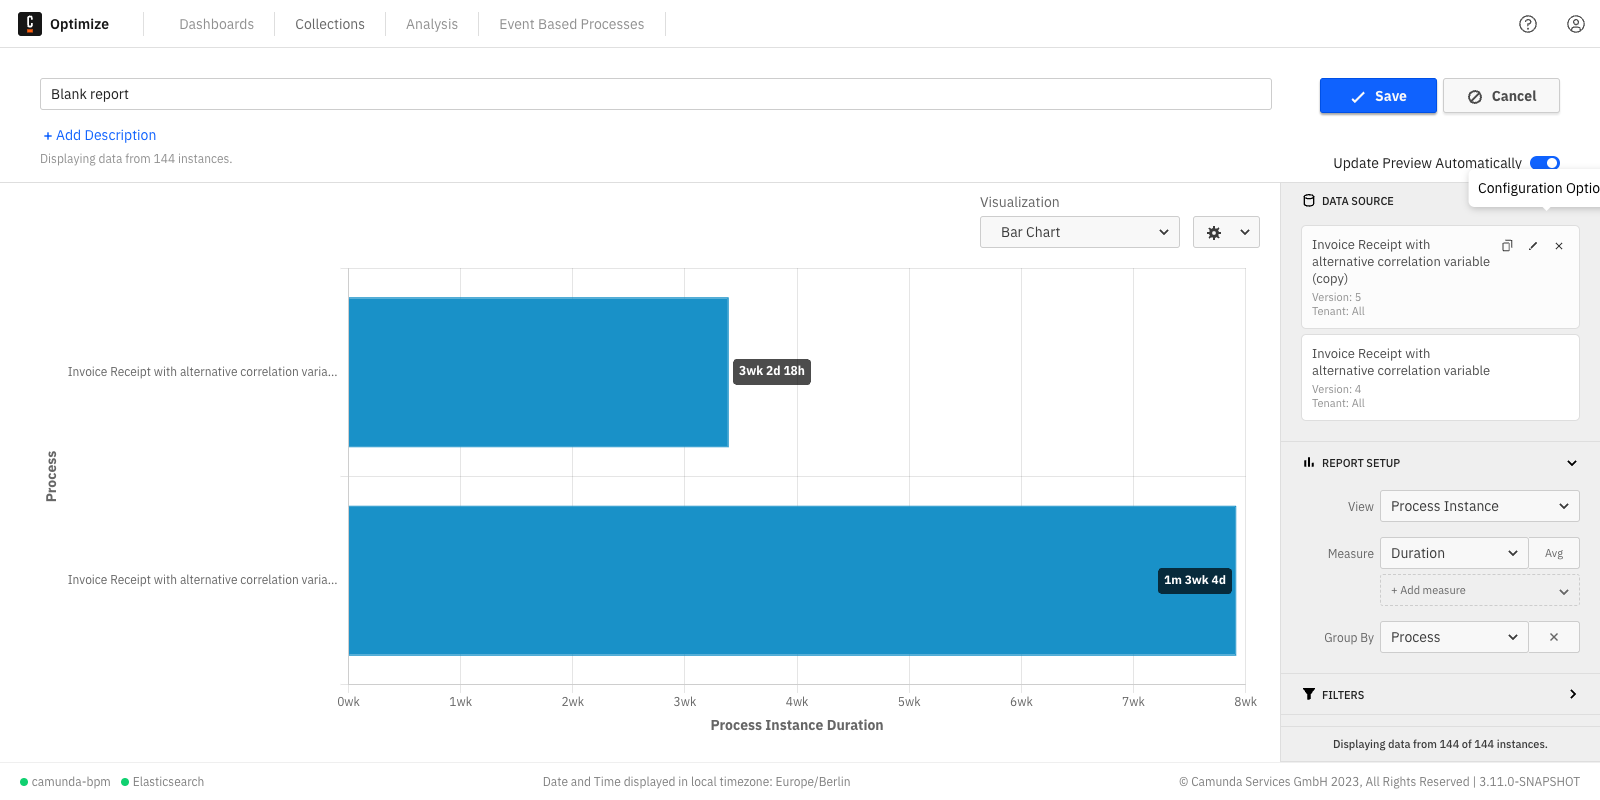 Optimize
Dashboards
Collections
Analysis
Event Based Processes
Blank report
Save
Cancel
+ Add Description
Displaying data from 144 instances.
Update Preview Automatically
Configuration Optio
Visualization
Bar Chart
DATA SOURCE
Invoice Receipt with
alternative correlation variable
(copy)
Version: 5
Tenant: All
Invoice Receipt with
alternative correlation variable
Version: 4
Tenant: All
Process
Invoice Receipt with alternative correlation varia...
3wk 2d 18h
Invoice Receipt with alternative correlation varia...
1m 3wk 4d
0wk
1wk
2wk
3wk
4wk
5wk
6wk
7wk
8wk
Process Instance Duration
REPORT SETUP
View
Process Instance
Measure
Duration
Avg
+ Add measure
Group By
Process
FILTERS
Displaying data from 144 of 144 instances.
camunda-bpm
Elasticsearch
Date and Time displayed in local timezone: Europe/Berlin
© Camunda Services GmbH 2023, All Rights Reserved | 3.11.0-SNAPSHOT